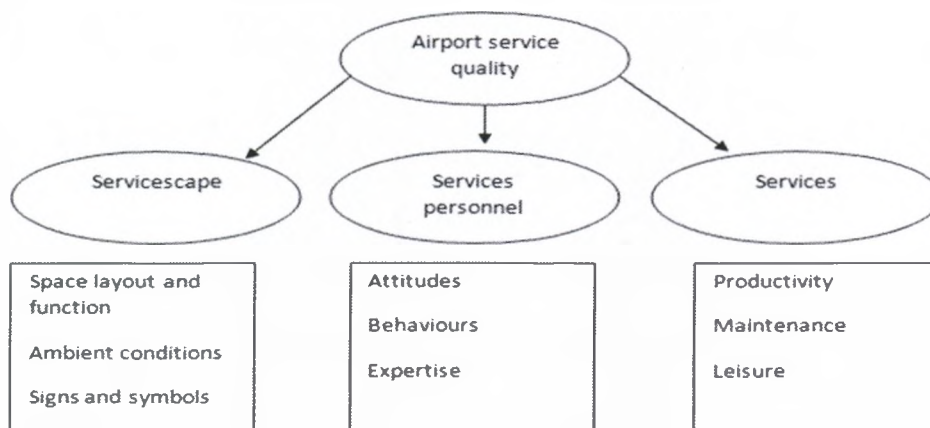 Airport service
quality
Servicescape
Services
personnel
Services
Space layout and
function
Ambient conditions
Signs and symbols
Attitudes
Behaviours
Expertise
Productivity
Maintenance
Leisure